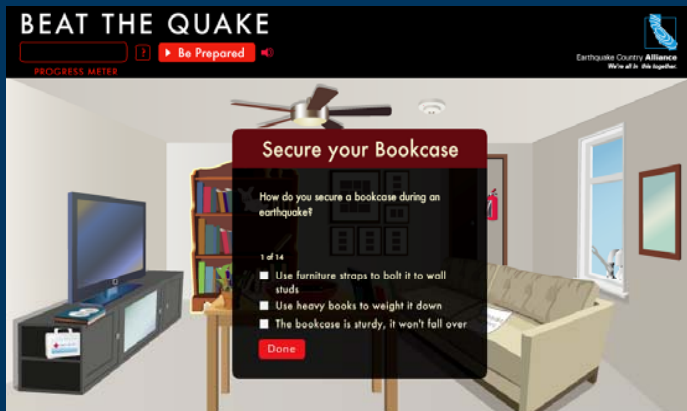 BEAT THE QUAKE
? Be Prepared
PROGRESS METER
Earthquake Country Alliance
We're all in this together.
Secure your Bookcase
How do you secure a bookcase during an
earthquake?
1 of 14
Use furniture straps to bolt it to wall
studs
Use heavy books to weight it down
The bookcase is sturdy, it won't fall over
Done